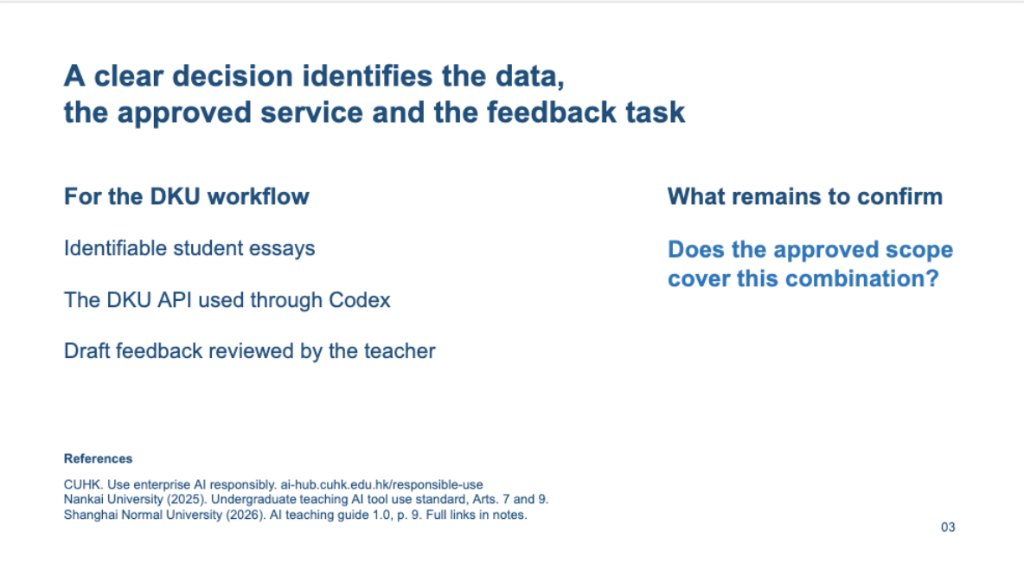 A clear decision identifies the data,
the approved service and the feedback task
For the DKU workflow
Identifiable student essays
The DKU API used through Codex
Draft feedback reviewed by the teacher
What remains to confirm
Does the approved scope
cover this combination?
References
CUHK. Use enterprise AI responsibly. ai-hub.cuhk.edu.hk/responsible-use
Nankai University (2025). Undergraduate teaching AI tool use standard, Arts. 7 and 9.
Shanghai Normal University (2026). AI teaching guide 1.0, p. 9. Full links in notes.
03